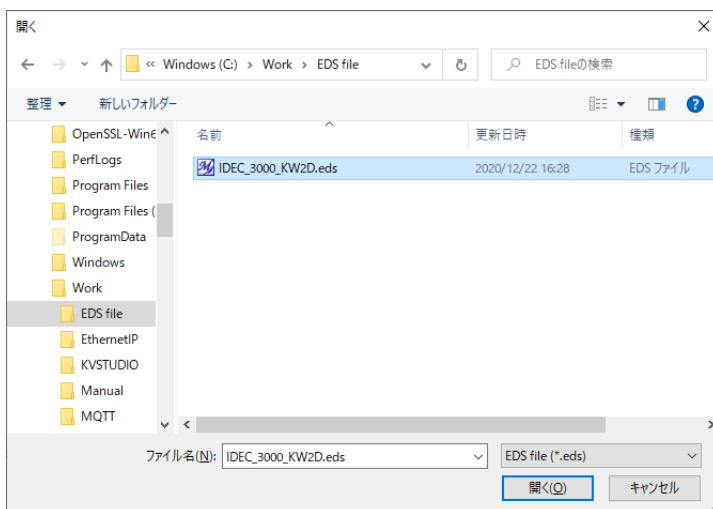 開く
« Windows (C:) › Work › EDS file
EDS fileの検索
整理 新しいフォルダー
名前 更新日時 種類
OpenSSL-Win6
PerfLogs
Program Files
Program Files (
ProgramData
Windows
Work
EDS file
EthernetIP
KVSTUDIO
Manual
MQTT
IDEC_3000_KW2D.eds 2020/12/22 16:28 EDS ファイル
ファイル名(N): IDEC_3000_KW2D.eds EDS file (*.eds)
開く(O) キャンセル